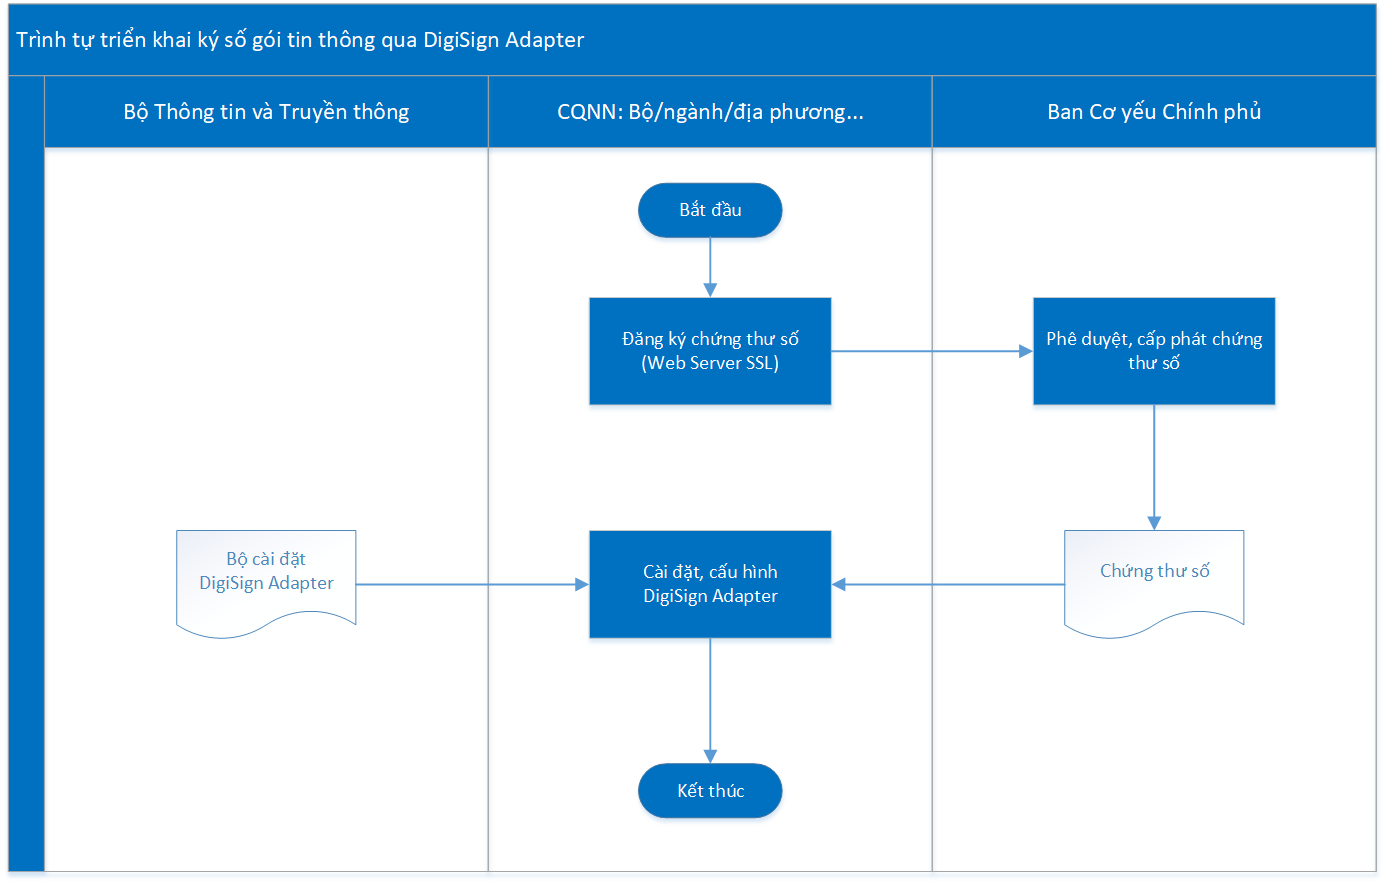 Trình tự triển khai ký số gói tin thông qua DigiSign Adapter
Bộ Thông tin và Truyền thông
CQNN: Bộ/ngành/địa phương...
Ban Cơ yếu Chính phủ
Bắt đầu
Đăng ký chứng thư số
(Web Server SSL)
Phê duyệt, cấp phát chứng
thư số
Bộ cài đặt
DigiSign Adapter
Cài đặt, cấu hình
DigiSign Adapter
Chứng thư số
Kết thúc